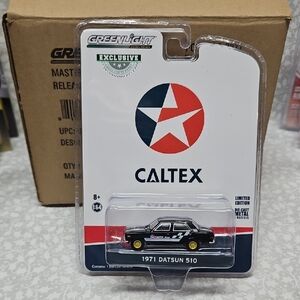 GREENLIGHT
EXCLUSIVE
CALTEX
8+
1:64
LIMITED
EDITION
DIE-CAST
METAL
1971 DATSUN 510
GREEN
MASTE
RELEA
UPC:
DES
QTY
MA